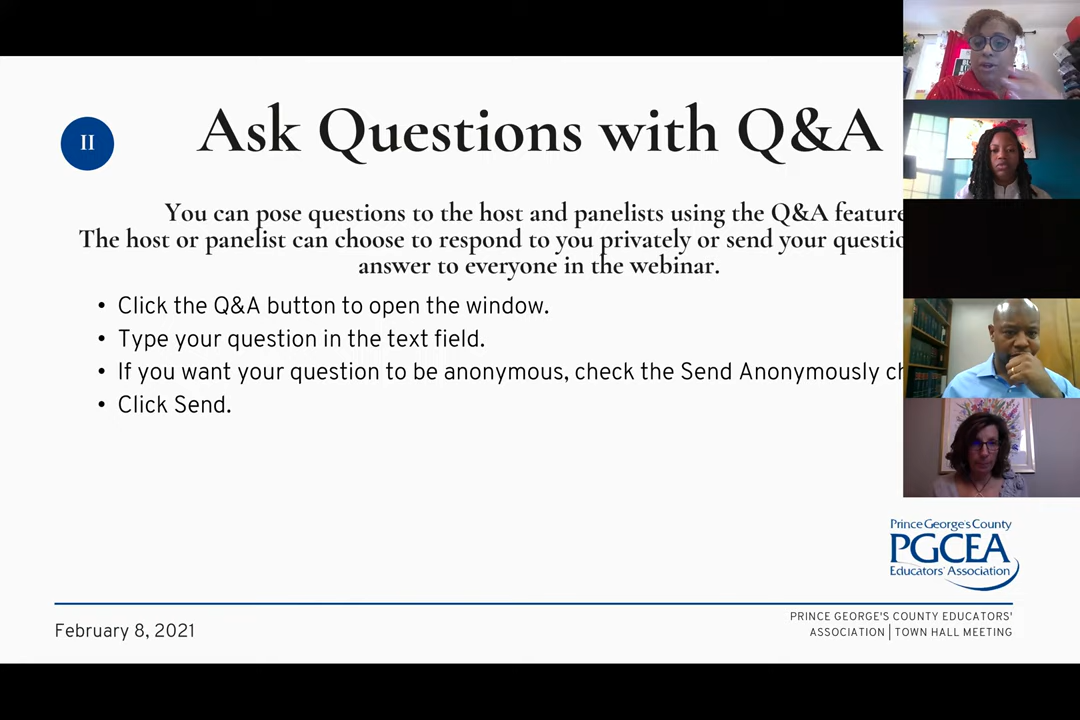 II
Ask Questions with Q&A
You can pose questions to the host and panelists using the Q&A feature
The host or panelist can choose to respond to you privately or send your
answer to everyone in the webinar.
• Click the Q&A button to open the window.
• Type your question in the text field.
• If you want your question to be anonymous, check the Send Anonymously
• Click Send.
Prince George's County
PGCEA
Educators' Association
February 8, 2021
PRINCE GEORGE'S COUNTY EDUCATORS'
ASSOCIATION | TOWN HALL MEETING